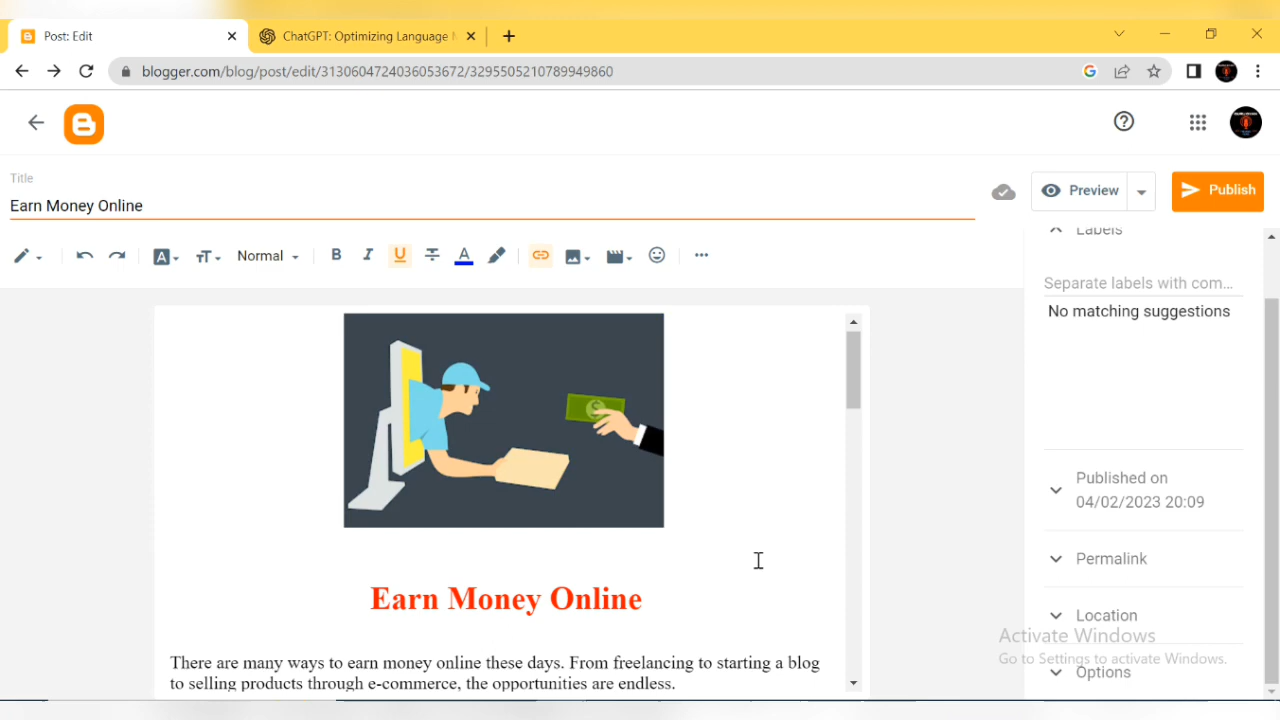 Post: Edit
ChatGPT: Optimizing Language
blogger.com/blog/post/edit/3130604724036053672/3295505210789949860
Title
Earn Money Online
Preview
Publish
Normal
Labels
Separate labels with com...
No matching suggestions
Published on
04/02/2023 20:09
Permalink
Location
Options
Activate Windows
Go to Settings to activate Windows.
Earn Money Online
There are many ways to earn money online these days. From freelancing to starting a blog
to selling products through e-commerce, the opportunities are endless.